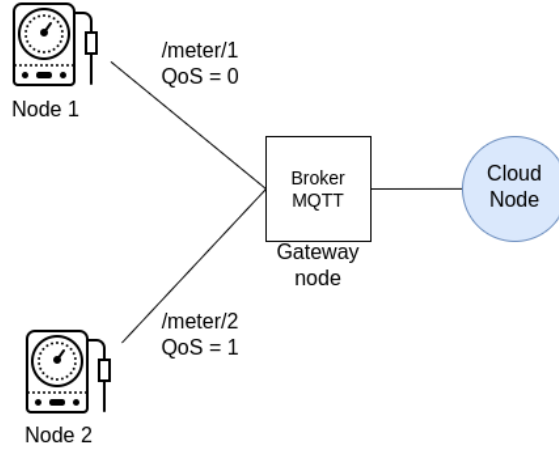 /meter/1
QoS = 0
Node 1
Broker
MQTT
Cloud
Node
Gateway
node
/meter/2
QoS = 1
Node 2